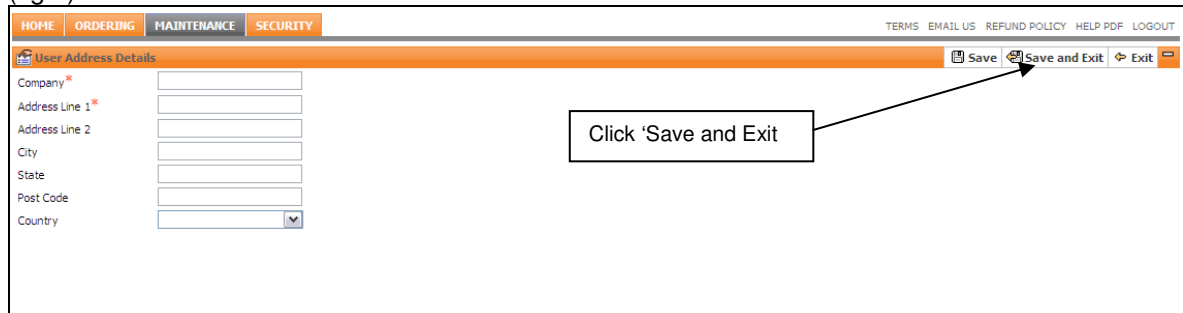 HOME ORDERING MAINTENANCE SECURITY TERMS EMAIL US REFUND POLICY HELP PDF LOGOUT
User Address Details Save Save and Exit Exit
Company*
Address Line 1*
Address Line 2
City
State
Post Code
Country
Click ‘Save and Exit